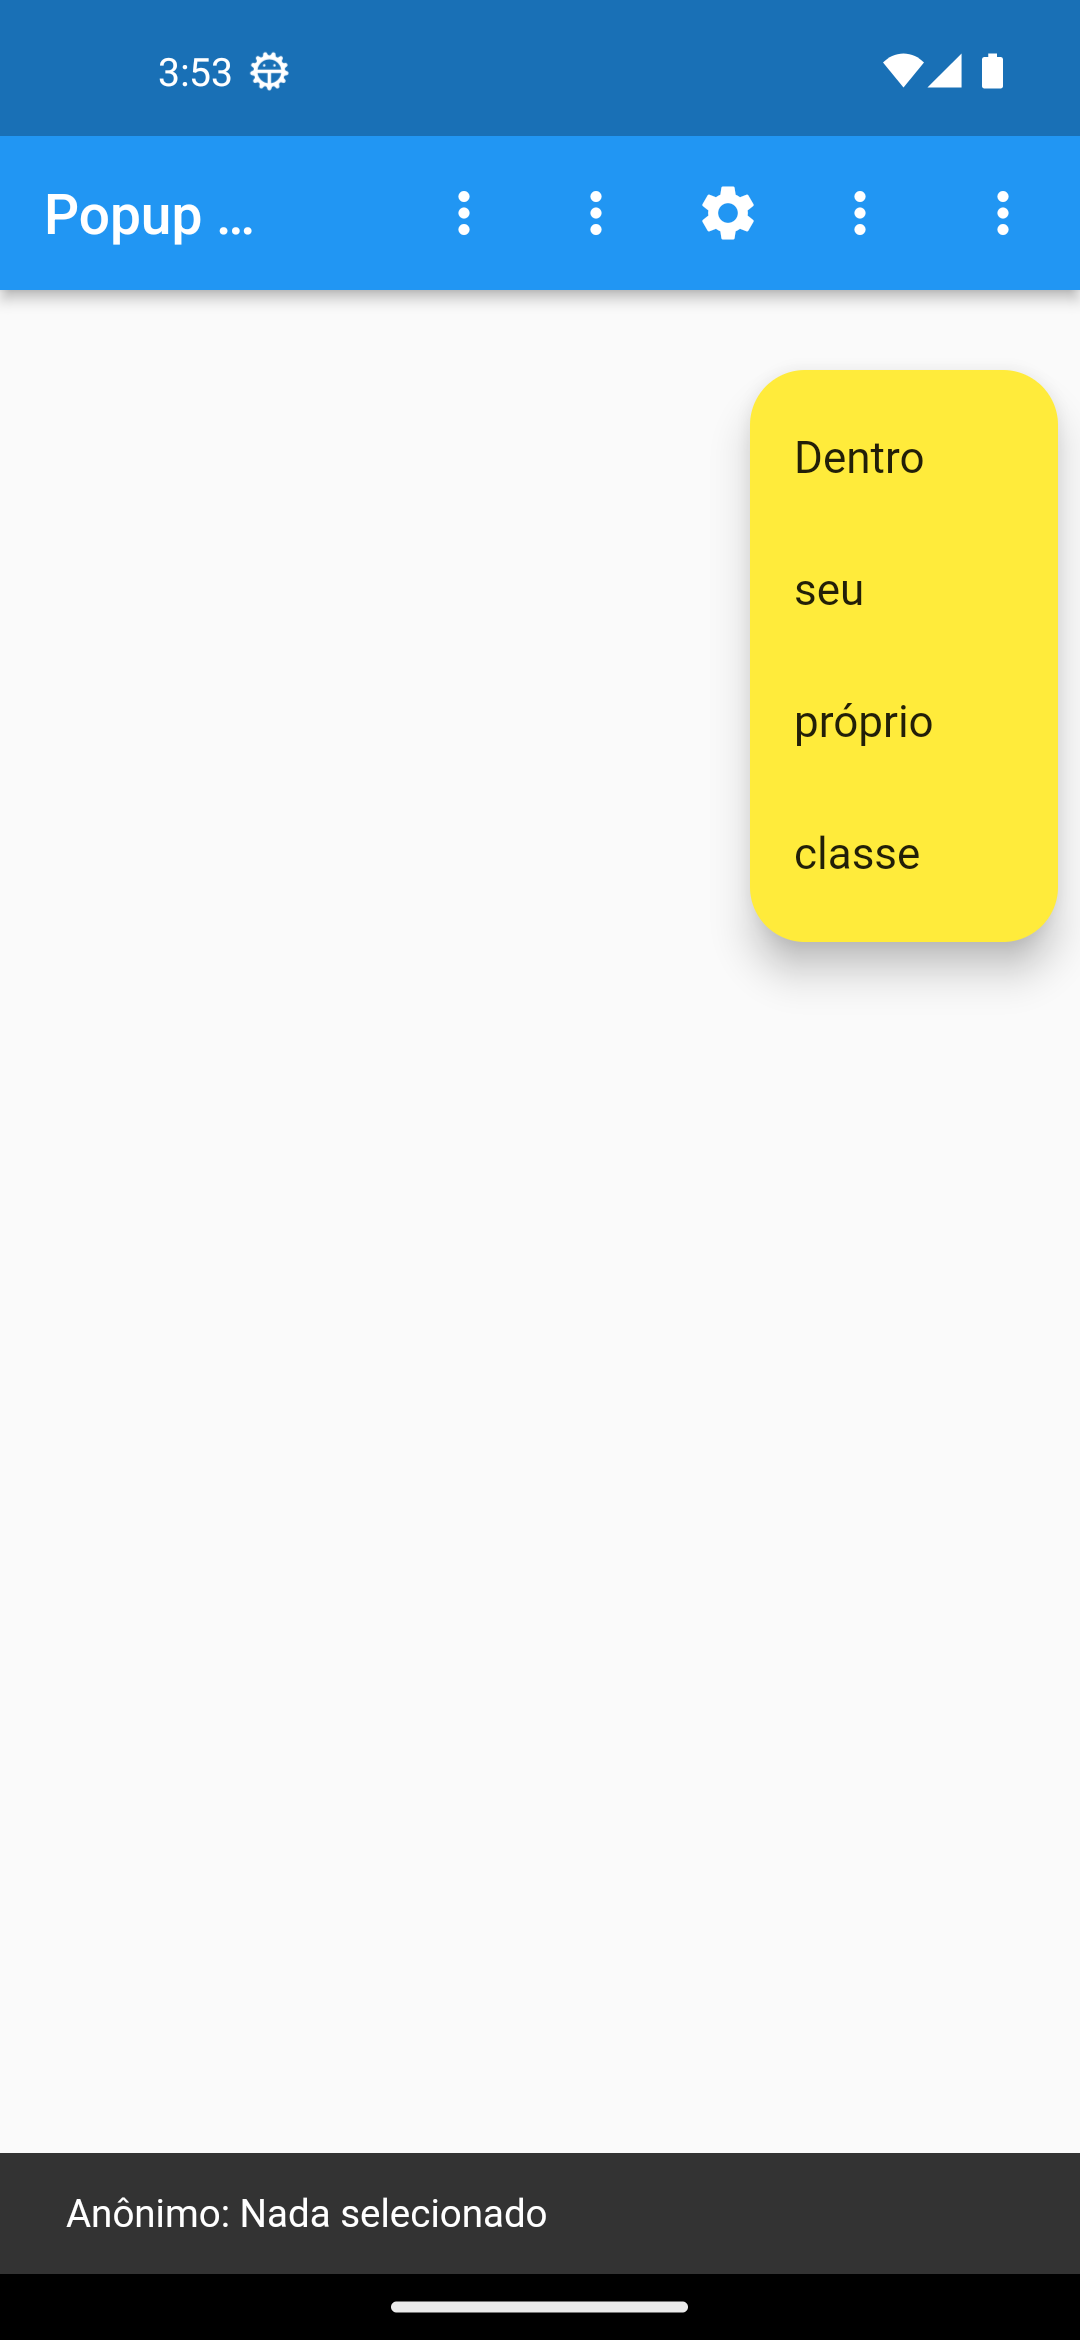 3:53
Popup ...
Dentro
seu
próprio
classe
Anônimo: Nada selecionado